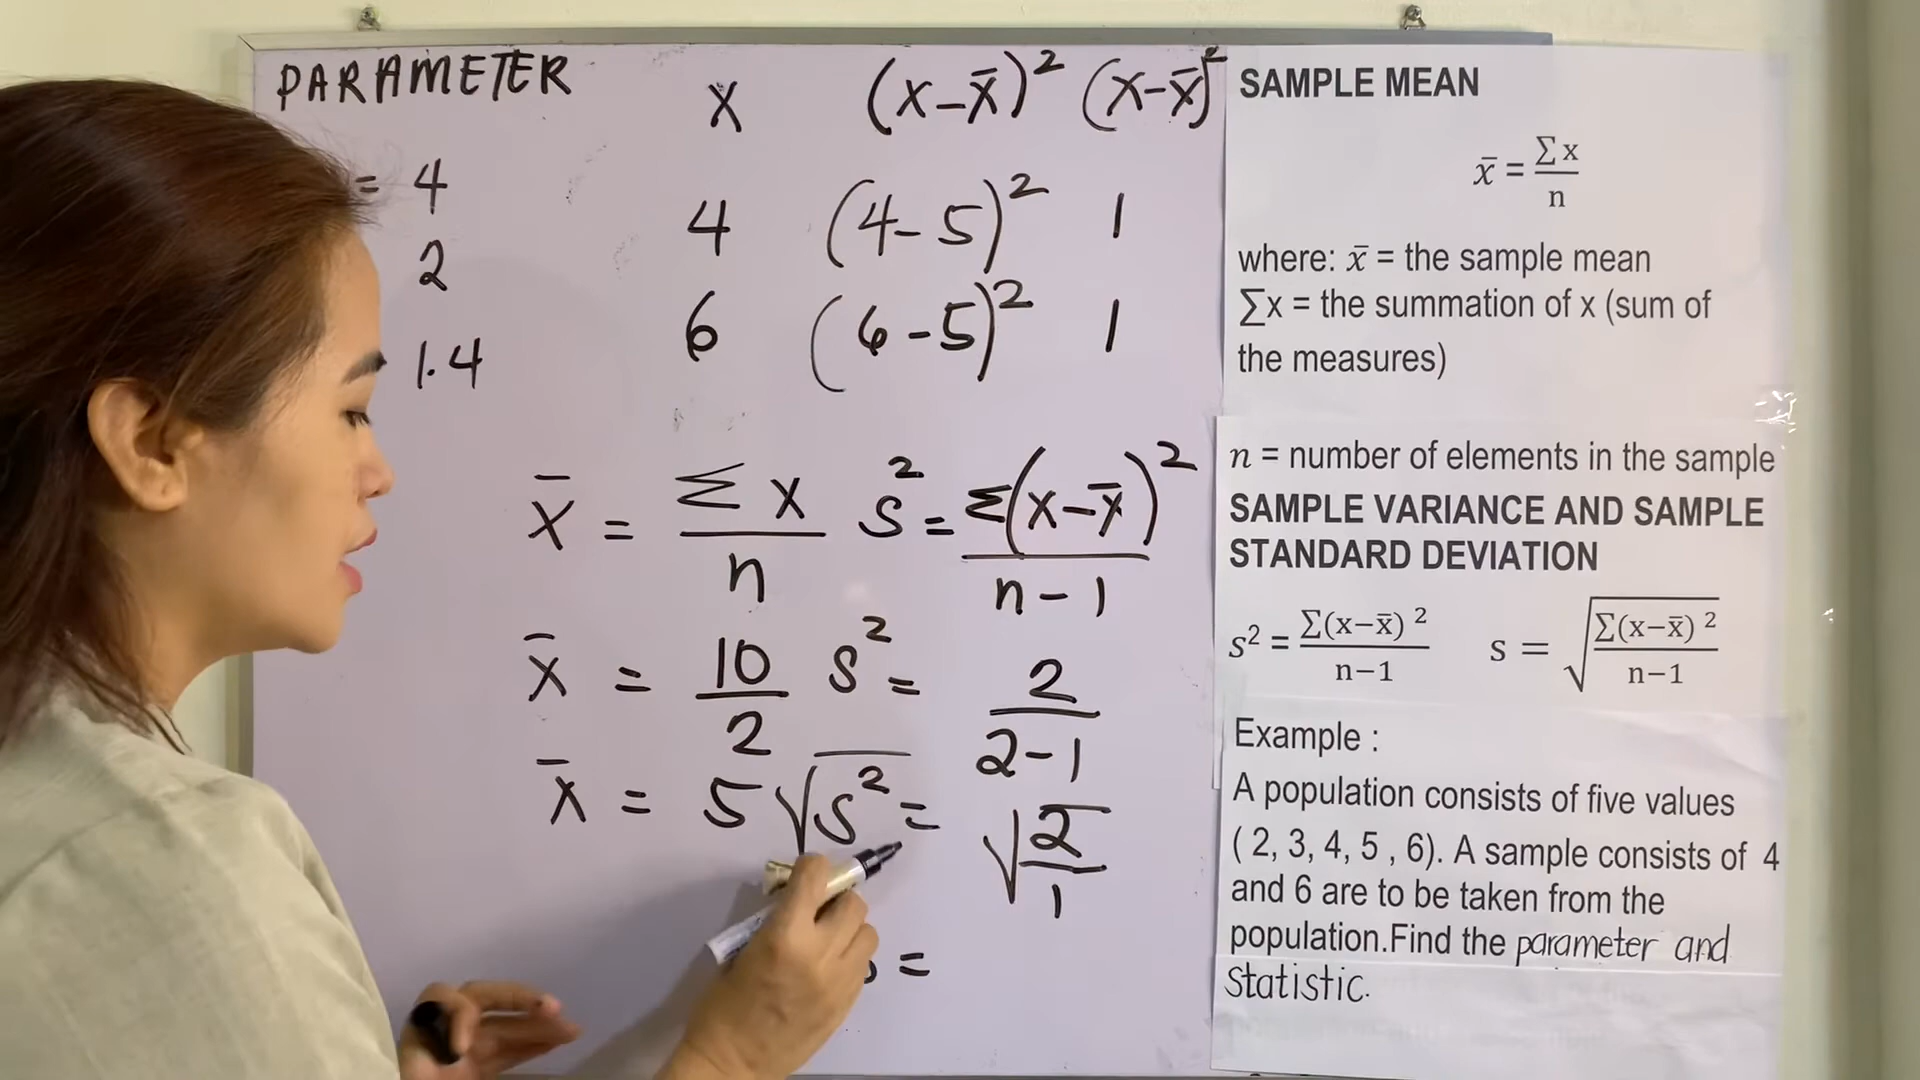 PARAMETER
= 4
2
1.4
x (x-x̄)² (x-x̄)²
4 (4-5)² 1
6 (6-5)² 1
x̄ = Σx/n s² = Σ(x-x̄)²/n-1
x̄ = 10/2 s² = 2/2-1
x̄ = 5 √s² = √2/1
s =
SAMPLE MEAN
x̄ = Σx/n
where: x̄ = the sample mean
Σx = the summation of x (sum of
the measures)
n = number of elements in the sample
SAMPLE VARIANCE AND SAMPLE
STANDARD DEVIATION
s² = Σ(x−x̄) ²/n−1 s = √Σ(x−x̄) ²/n−1
Example :
A population consists of five values
( 2, 3, 4, 5 , 6). A sample consists of 4
and 6 are to be taken from the
population.Find the parameter and
Statistic.